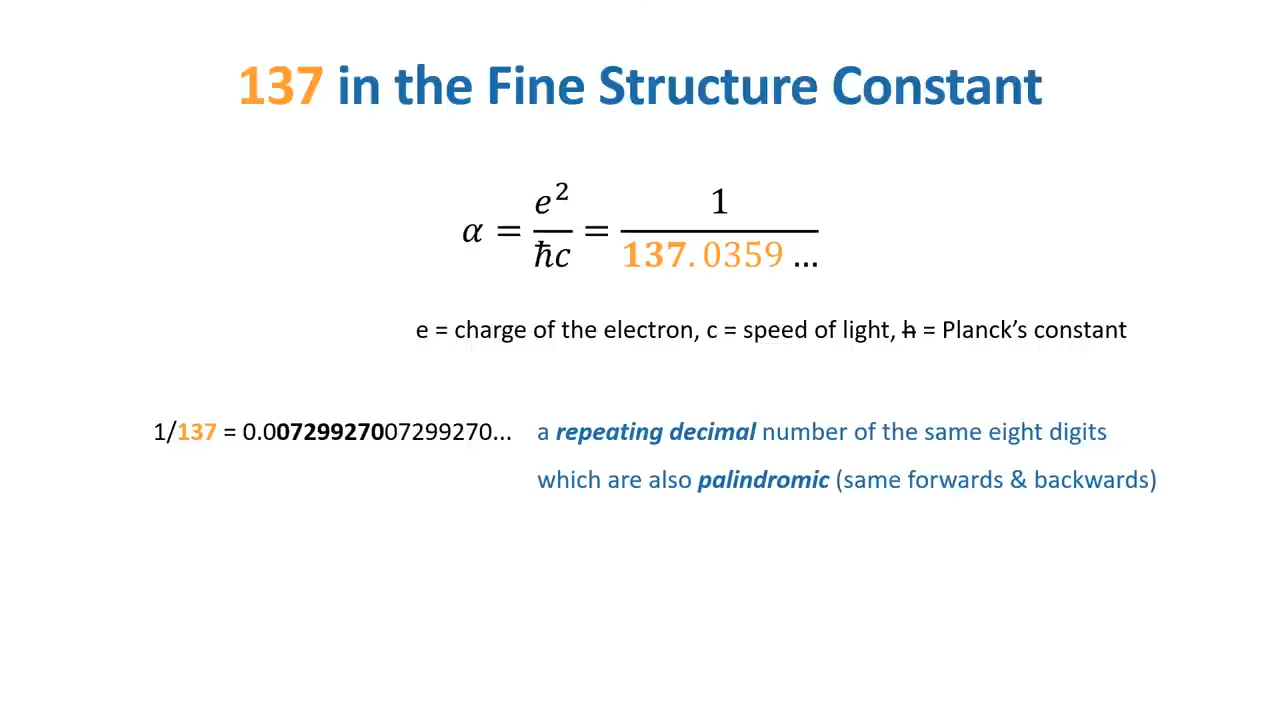 137 in the Fine Structure Constant
α = e²/ħc = 1/137.0359 ...
e = charge of the electron, c = speed of light, ħ = Planck’s constant
1/137 = 0.00729927007299270... a repeating decimal number of the same eight digits
which are also palindromic (same forwards & backwards)